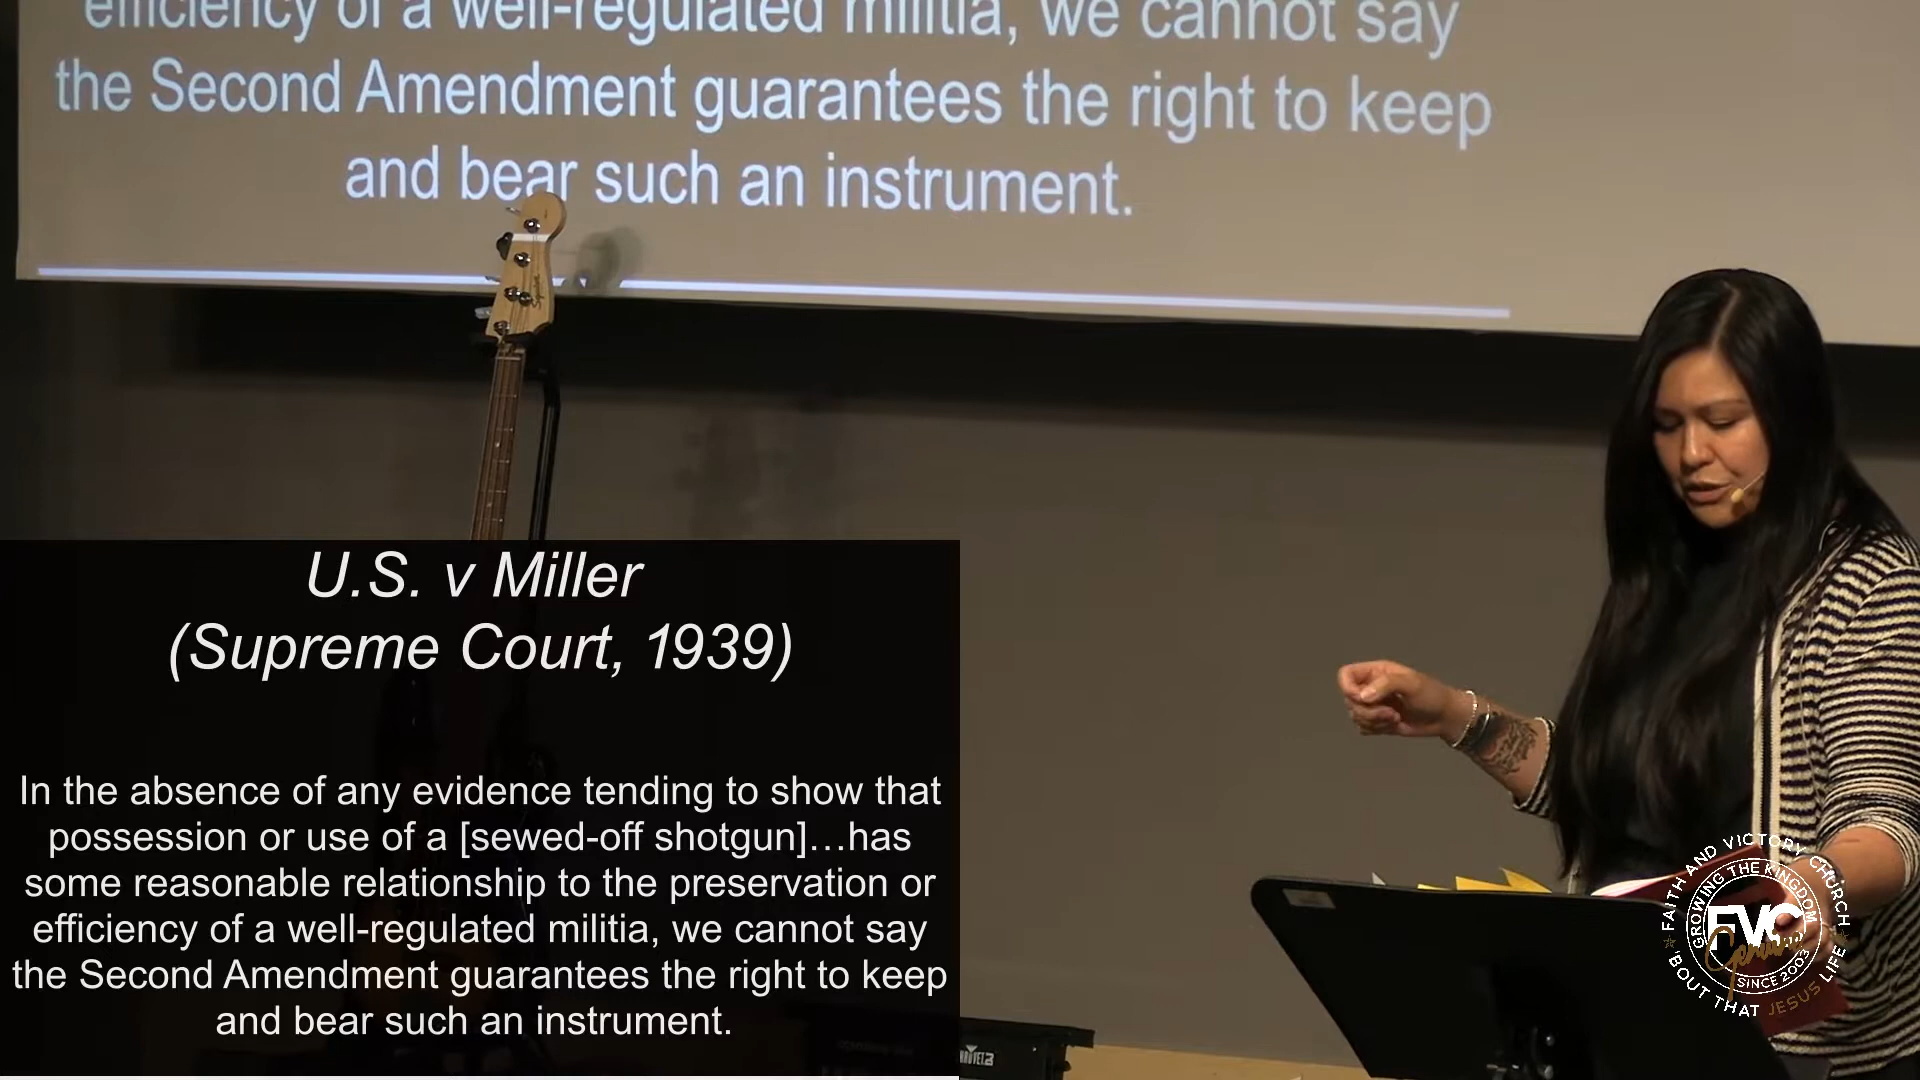 efficiency of a well-regulated militia, we cannot say
the Second Amendment guarantees the right to keep
and bear such an instrument.
U.S. v Miller
(Supreme Court, 1939)
In the absence of any evidence tending to show that
possession or use of a [sewed-off shotgun]…has
some reasonable relationship to the preservation or
efficiency of a well-regulated militia, we cannot say
the Second Amendment guarantees the right to keep
and bear such an instrument.
FAITH AND VICTORY CHURCH
GROWING THE KINGDOM
FVC
Genuine
SINCE 2003
'BOUT THAT JESUS LIFE